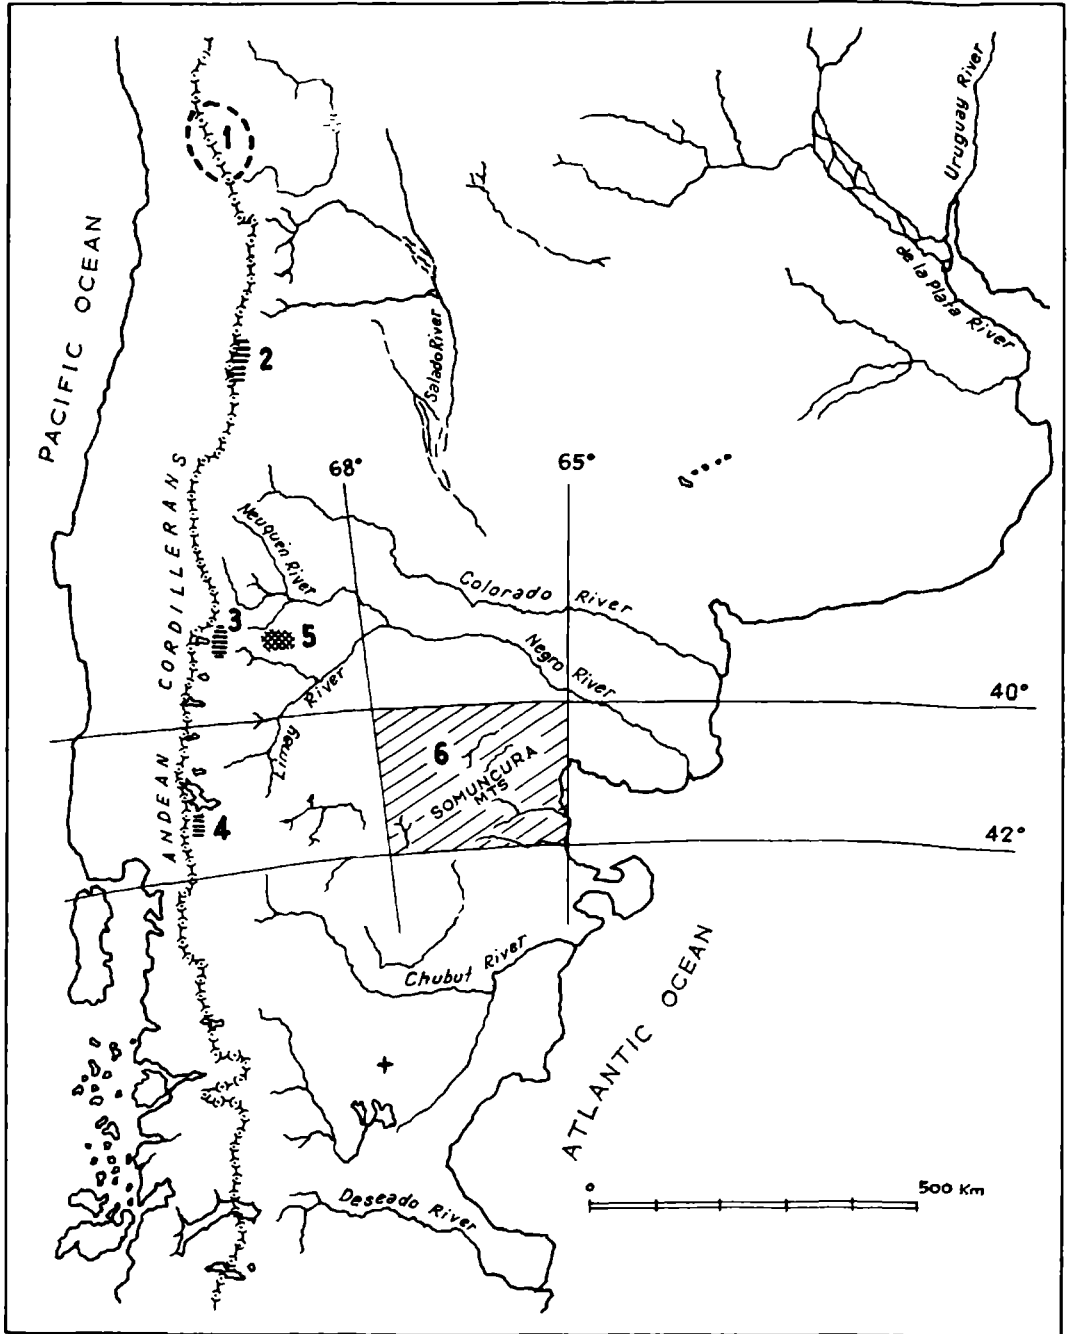 Uruguay River
1
PACIFIC OCEAN
de la Plata River
Salado River
2
68°
65°
ANDEAN CORDILLERANS
Neuquén River
Colorado River
3
5
Negro River
Limay River
40°
6
SOMUNCURA
MTS
4
42°
Chubut River
ATLANTIC OCEAN
Deseado River
0
500 Km